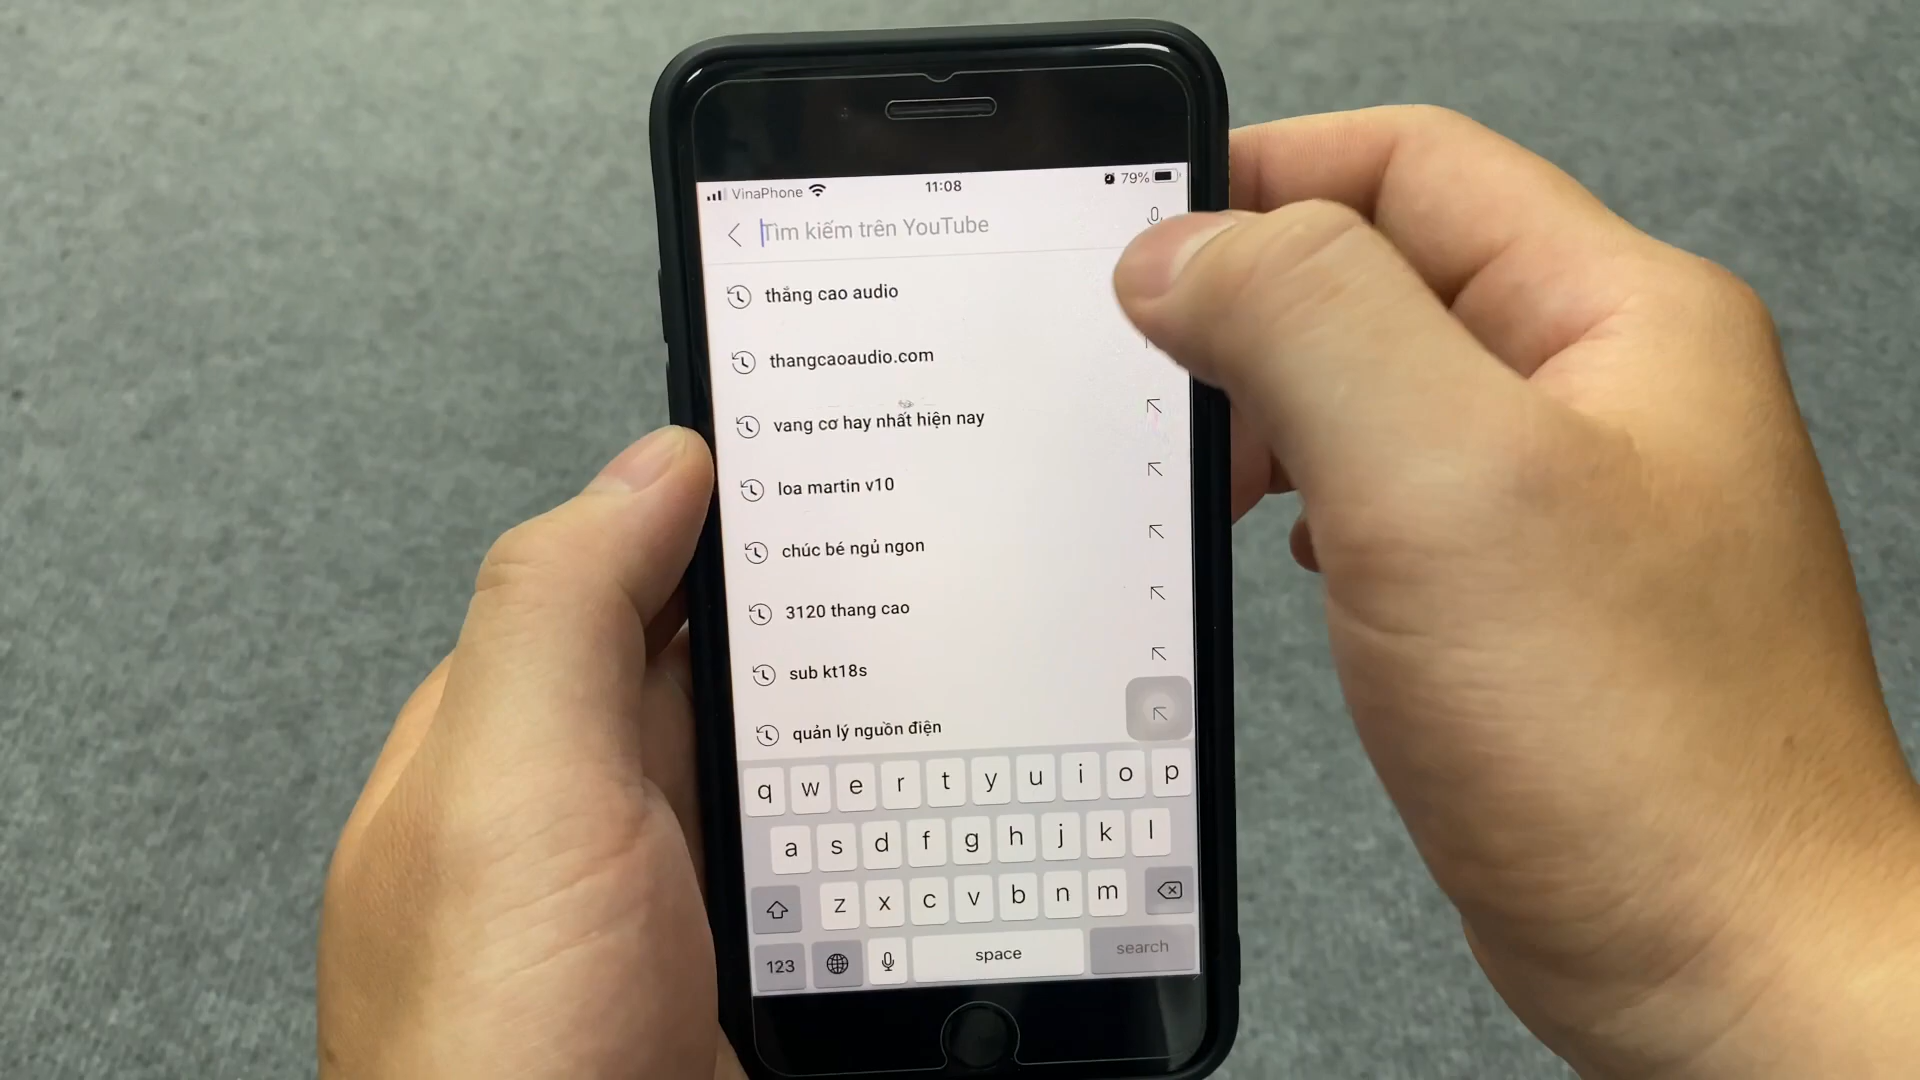 VinaPhone 11:08 79%
Tìm kiếm trên YouTube
thắng cao audio
thangcaoaudio.com
vang cơ hay nhất hiện nay
loa martin v10
chúc bé ngủ ngon
3120 thang cao
sub kt18s
quản lý nguồn điện
q w e r t y u i o p
a s d f g h j k l
z x c v b n m
123 space search